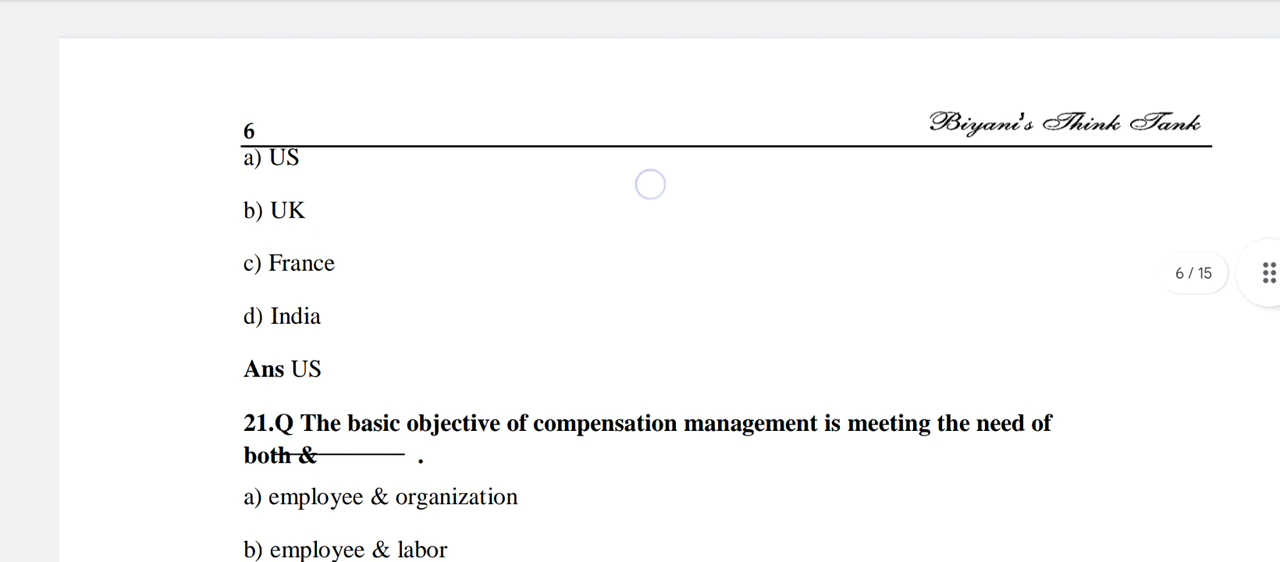 6 Biyani's Think Tank
a) US
b) UK
c) France
d) India
6 / 15
Ans US
21.Q The basic objective of compensation management is meeting the need of
both & .
a) employee & organization
b) employee & labor